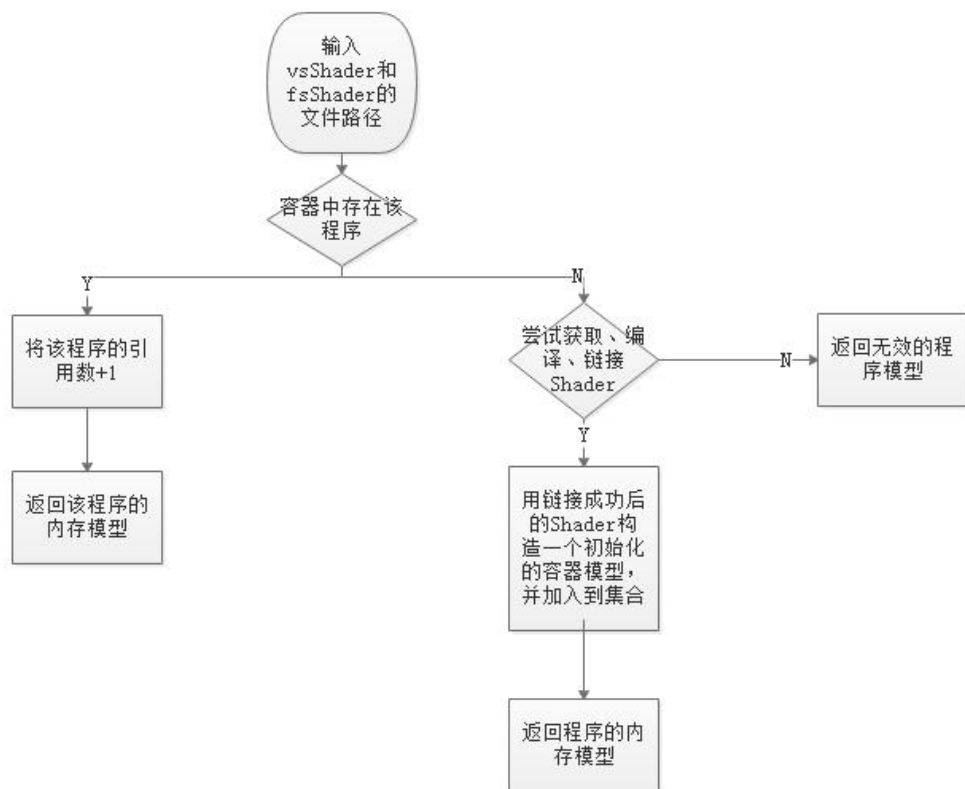 输入
vsShader和
fsShader的
文件路径
容器中存在该
程序
Y
N
将该程序的引
用数+1
尝试获取、编
译、链接
Shader
N
返回无效的程
序模型
Y
返回该程序的
内存模型
用链接成功后
的Shader构
造一个初始化
的容器模型，
并加入到集合
返回程序的内
存模型